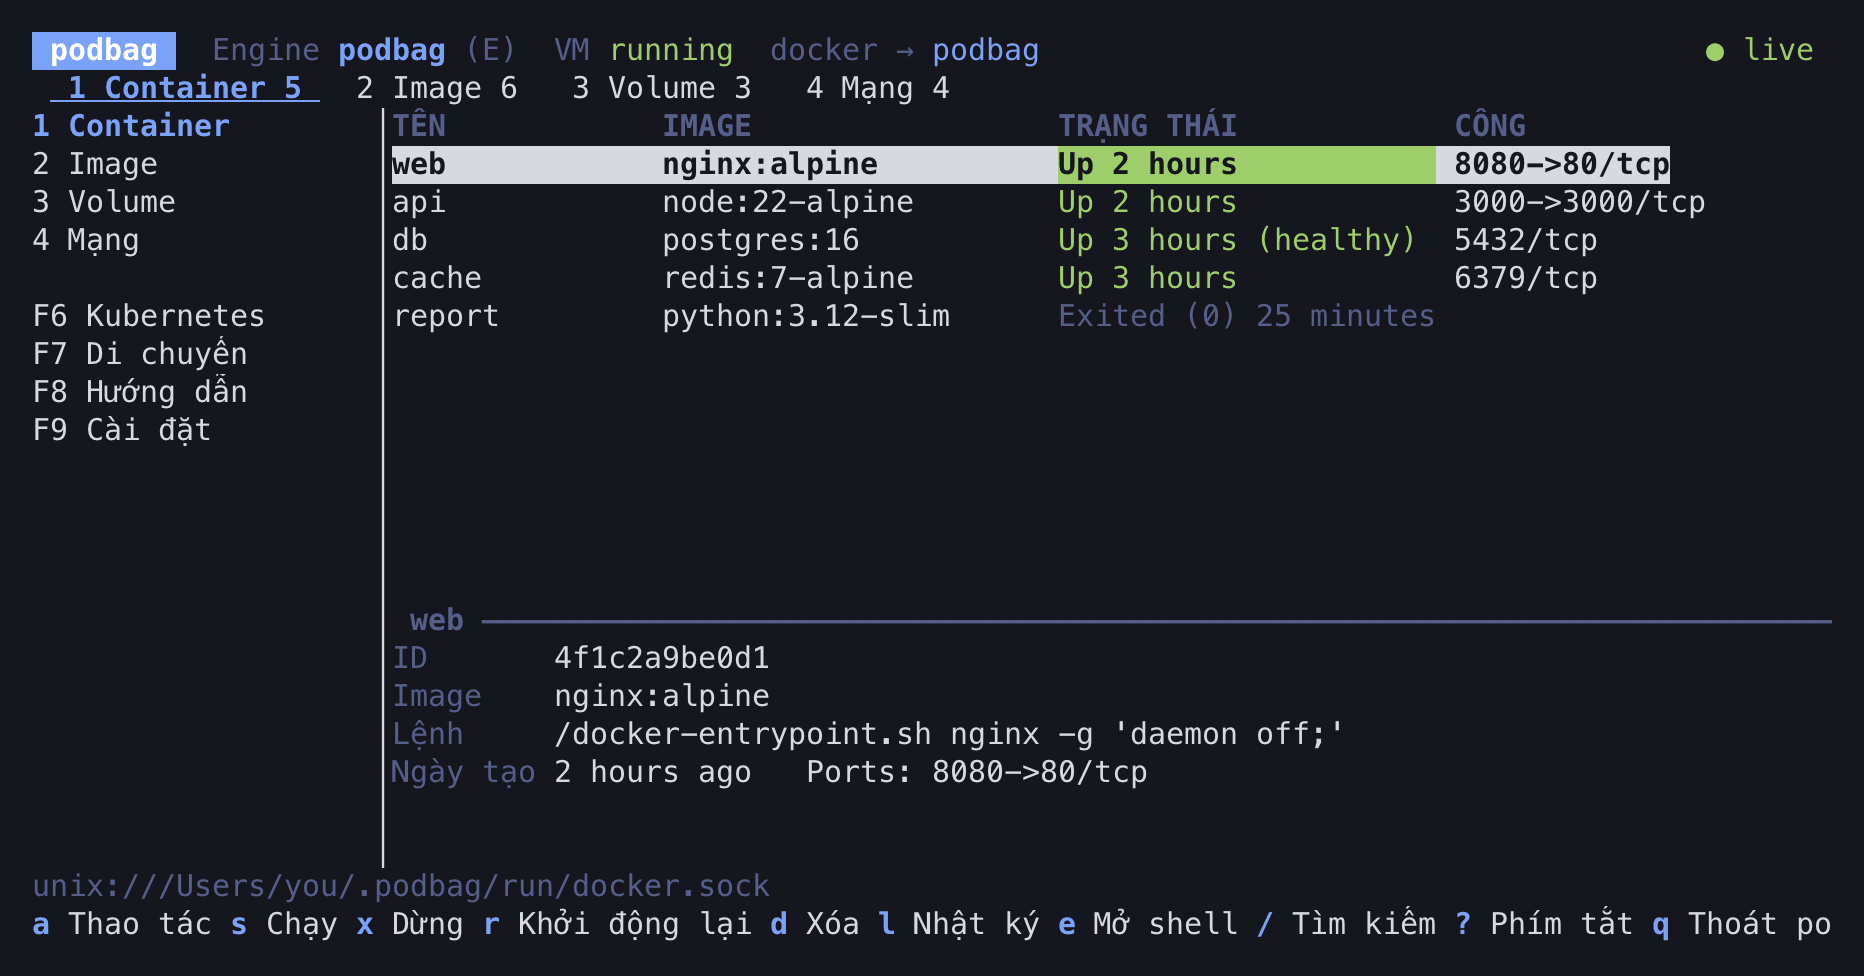 podbag Engine podbag (E) VM running docker → podbag ● live
1 Container 5 2 Image 6 3 Volume 3 4 Mạng 4
1 Container
2 Image
3 Volume
4 Mạng
F6 Kubernetes
F7 Di chuyển
F8 Hướng dẫn
F9 Cài đặt
TÊN IMAGE TRẠNG THÁI CỔNG
web nginx:alpine Up 2 hours 8080->80/tcp
api node:22-alpine Up 2 hours 3000->3000/tcp
db postgres:16 Up 3 hours (healthy) 5432/tcp
cache redis:7-alpine Up 3 hours 6379/tcp
report python:3.12-slim Exited (0) 25 minutes
web
ID 4f1c2a9be0d1
Image nginx:alpine
Lệnh /docker-entrypoint.sh nginx -g 'daemon off;'
Ngày tạo 2 hours ago Ports: 8080->80/tcp
unix:///Users/you/.podbag/run/docker.sock
a Thao tác s Chạy x Dừng r Khởi động lại d Xóa l Nhật ký e Mở shell / Tìm kiếm ? Phím tắt q Thoát po